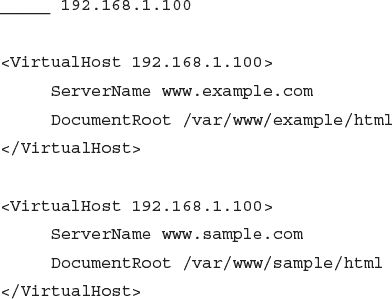 _____ 192.168.1.100
<VirtualHost 192.168.1.100>
ServerName www.example.com
DocumentRoot /var/www/example/html
</VirtualHost>
<VirtualHost 192.168.1.100>
ServerName www.sample.com
DocumentRoot /var/www/sample/html
</VirtualHost>